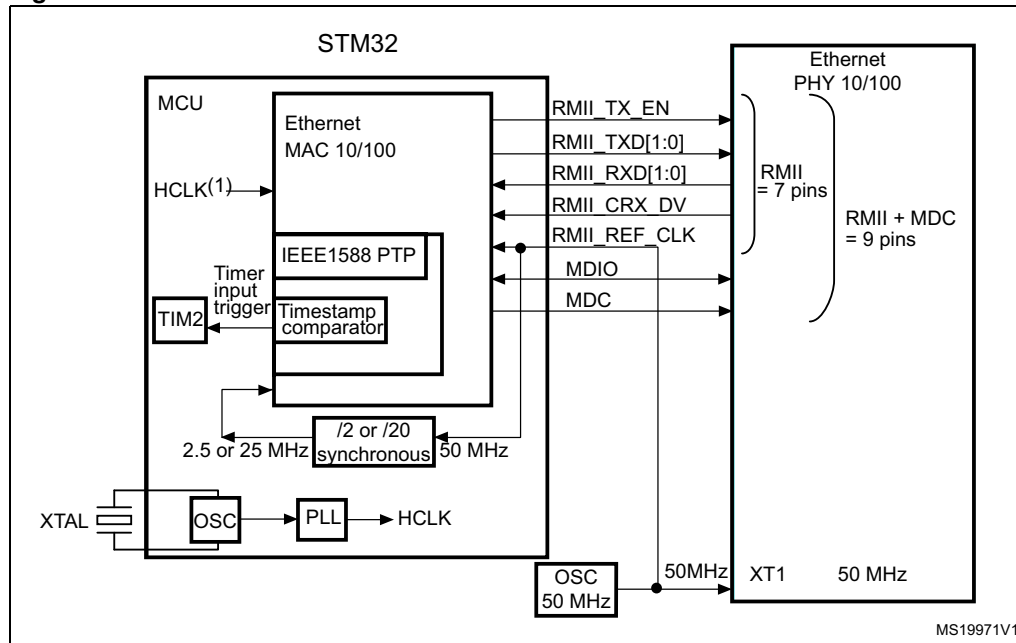 STM32
Ethernet
PHY 10/100
MCU
Ethernet
MAC 10/100
HCLK(1)
RMII_TX_EN
RMII_TXD[1:0]
RMII_RXD[1:0]
RMII_CRX_DV
RMII_REF_CLK
MDIO
MDC
RMII
= 7 pins
RMII + MDC
= 9 pins
IEEE1588 PTP
Timer
input
trigger
Timestamp
comparator
TIM2
/2 or /20
synchronous
2.5 or 25 MHz
50 MHz
XTAL
OSC
PLL
HCLK
OSC
50 MHz
50MHz
XT1
50 MHz
MS19971V1